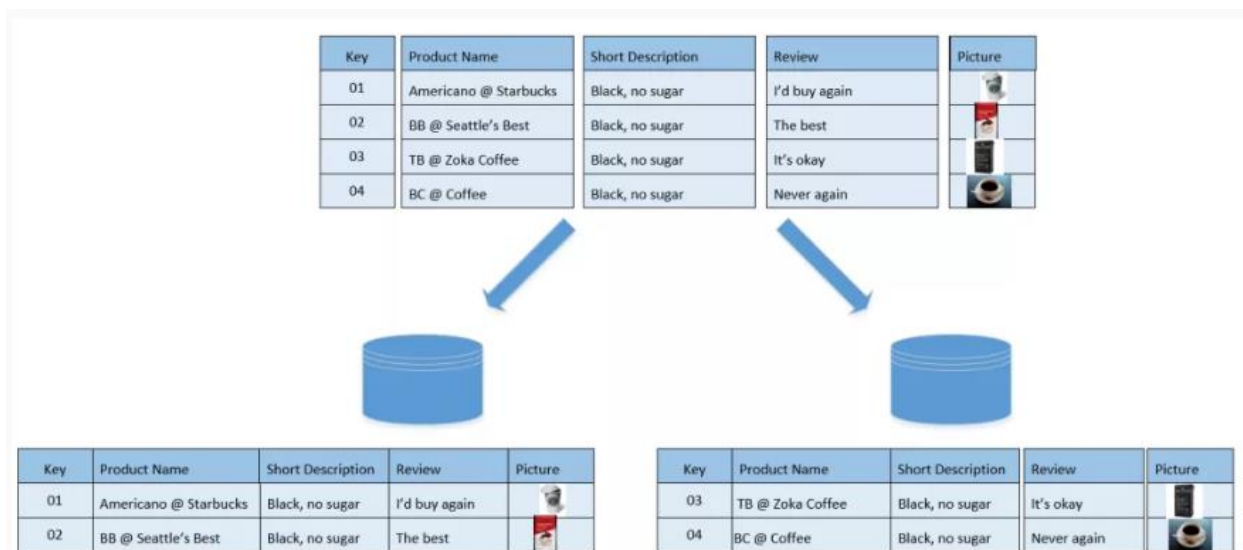 Key Product Name Short Description Review Picture
01 Americano @ Starbucks Black, no sugar I'd buy again
02 BB @ Seattle's Best Black, no sugar The best
03 TB @ Zoka Coffee Black, no sugar It's okay
04 BC @ Coffee Black, no sugar Never again
Key Product Name Short Description Review Picture
01 Americano @ Starbucks Black, no sugar I'd buy again
02 BB @ Seattle's Best Black, no sugar The best
Key Product Name Short Description Review Picture
03 TB @ Zoka Coffee Black, no sugar It's okay
04 BC @ Coffee Black, no sugar Never again